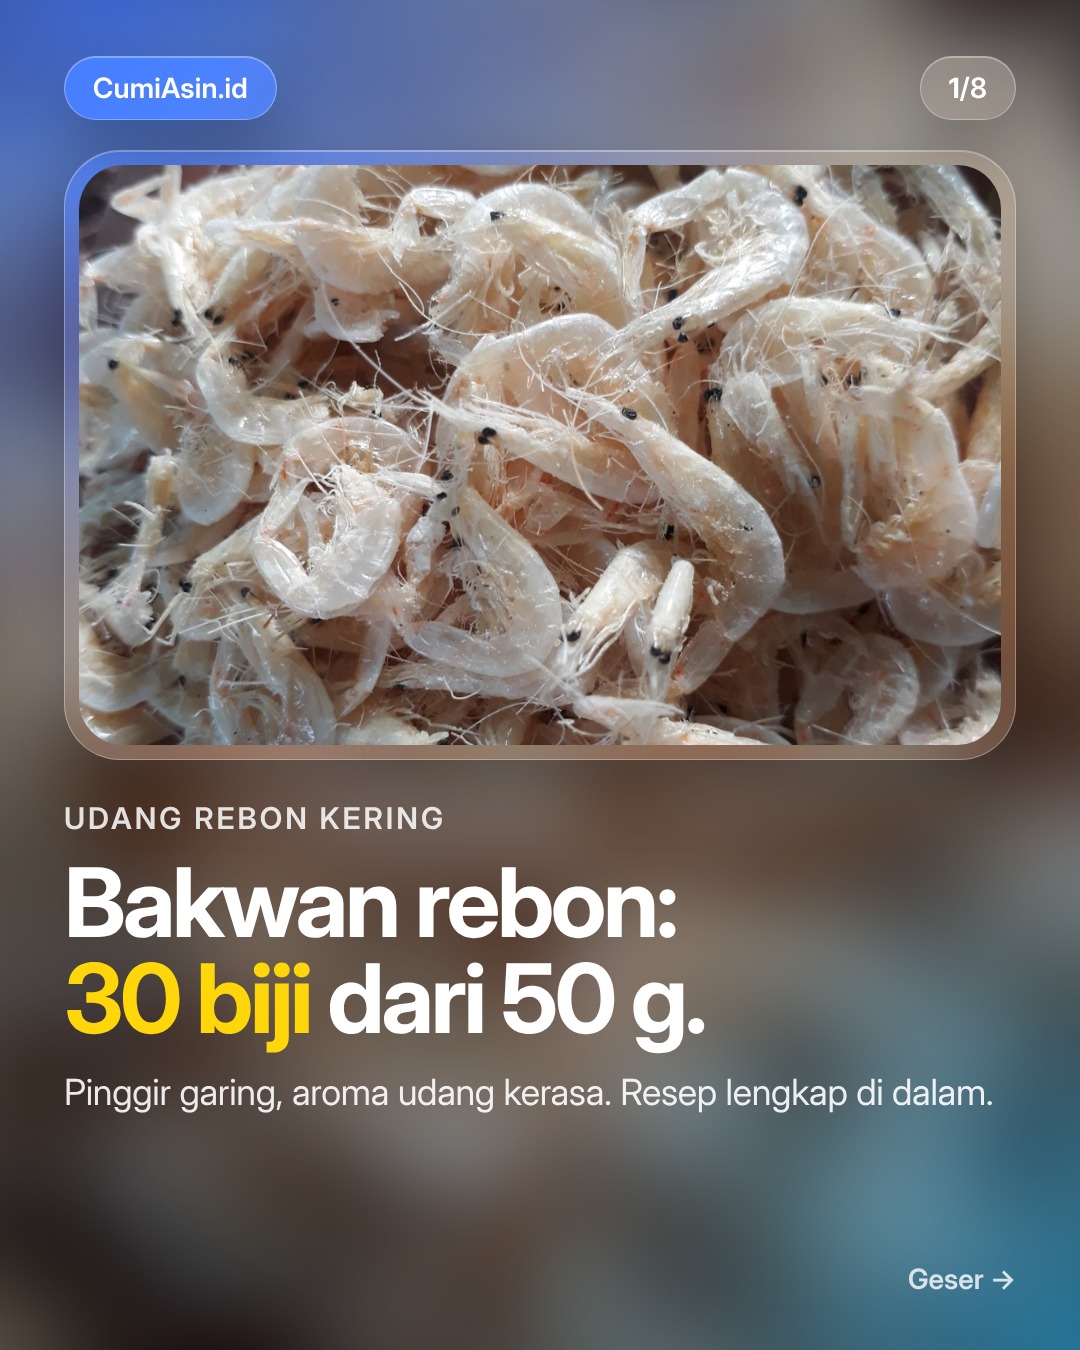 CumiAsin.id
1/8
UDANG REBON KERING
Bakwan rebon:
30 biji dari 50 g.
Pinggir garing, aroma udang kerasa. Resep lengkap di dalam.
Geser →